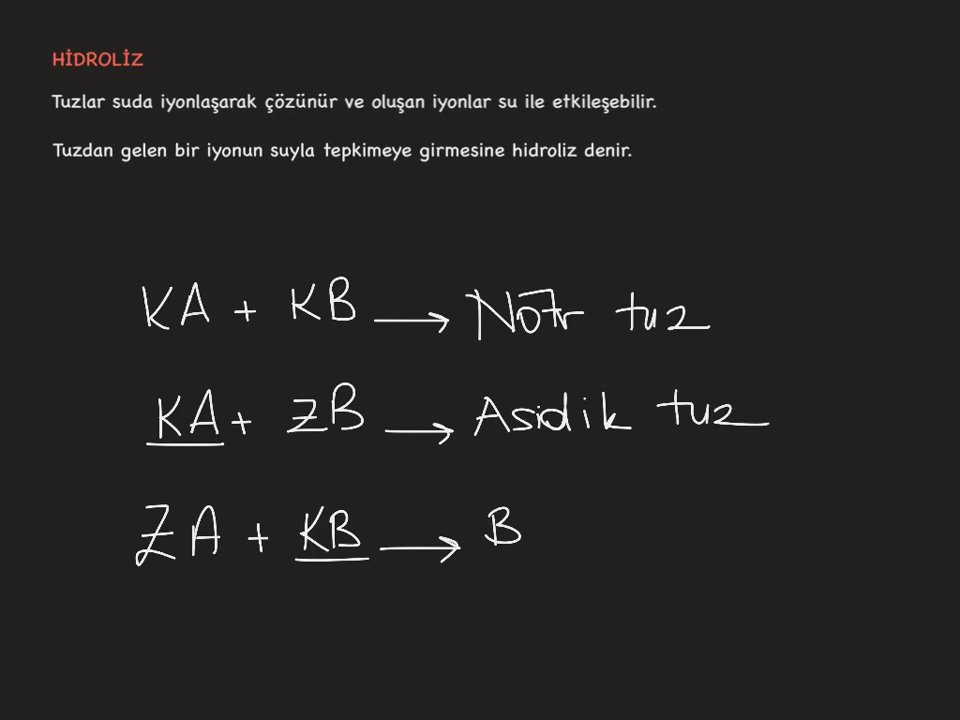 HİDROLİZ
Tuzlar suda iyonlaşarak çözünür ve oluşan iyonlar su ile etkileşebilir.
Tuzdan gelen bir iyonun suyla tepkimeye girmesine hidroliz denir.
KA + KB → Nötr tuz
KA + ZB → Asidik tuz
ZA + KB → B